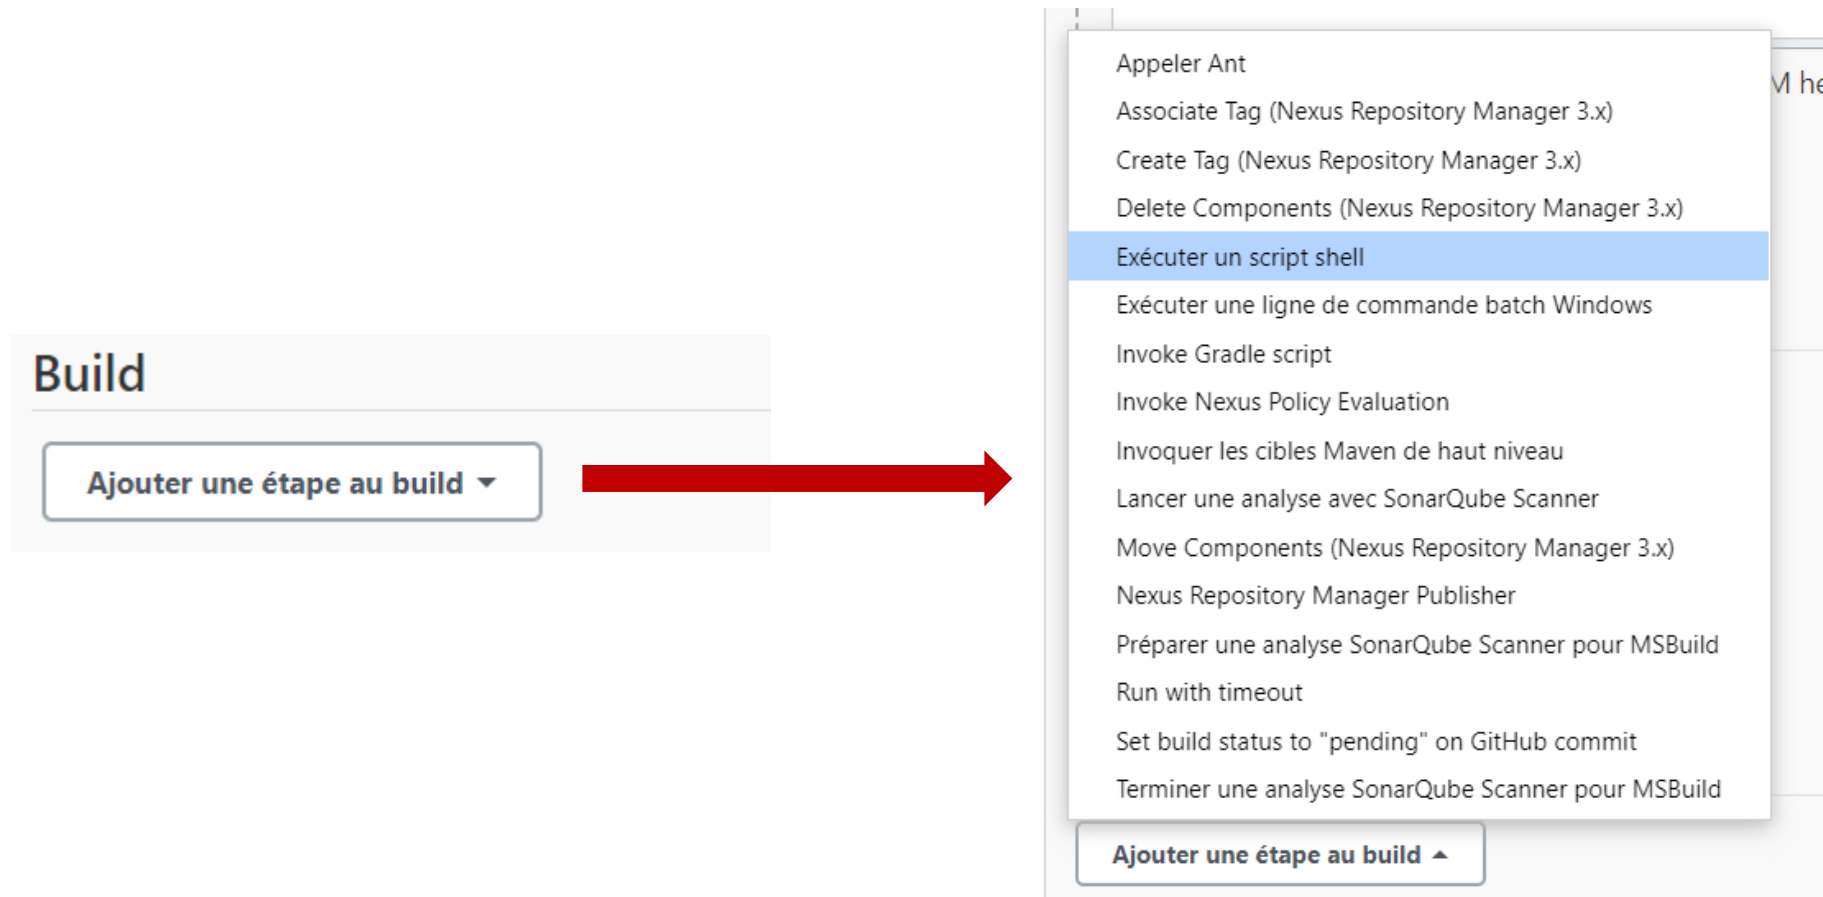 Build
Ajouter une étape au build
Appeler Ant
Associate Tag (Nexus Repository Manager 3.x)
Create Tag (Nexus Repository Manager 3.x)
Delete Components (Nexus Repository Manager 3.x)
Exécuter un script shell
Exécuter une ligne de commande batch Windows
Invoke Gradle script
Invoke Nexus Policy Evaluation
Invoquer les cibles Maven de haut niveau
Lancer une analyse avec SonarQube Scanner
Move Components (Nexus Repository Manager 3.x)
Nexus Repository Manager Publisher
Préparer une analyse SonarQube Scanner pour MSBuild
Run with timeout
Set build status to "pending" on GitHub commit
Terminer une analyse SonarQube Scanner pour MSBuild
Ajouter une étape au build